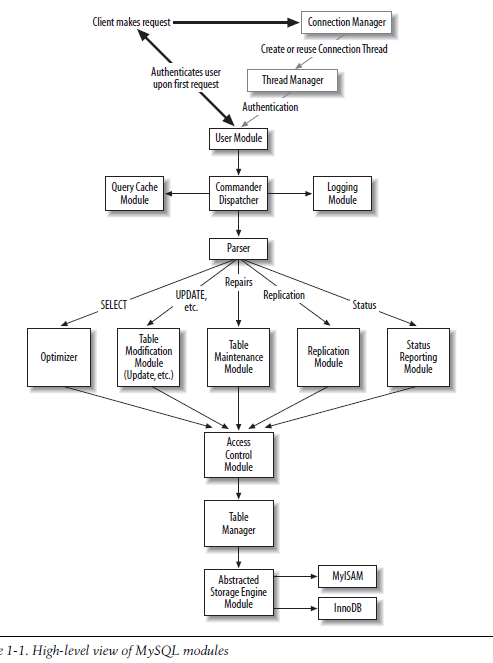 Client makes request
Connection Manager
Create or reuse Connection Thread
Authenticates user
upon first request
Thread Manager
Authentication
User Module
Query Cache
Module
Commander
Dispatcher
Logging
Module
Parser
SELECT
UPDATE,
etc.
Repairs
Replication
Status
Optimizer
Table
Modification
Module
(Update, etc.)
Table
Maintenance
Module
Replication
Module
Status
Reporting
Module
Access
Control
Module
Table
Manager
Abstracted
Storage Engine
Module
MyISAM
InnoDB
e 1-1. High-level view of MySQL modules